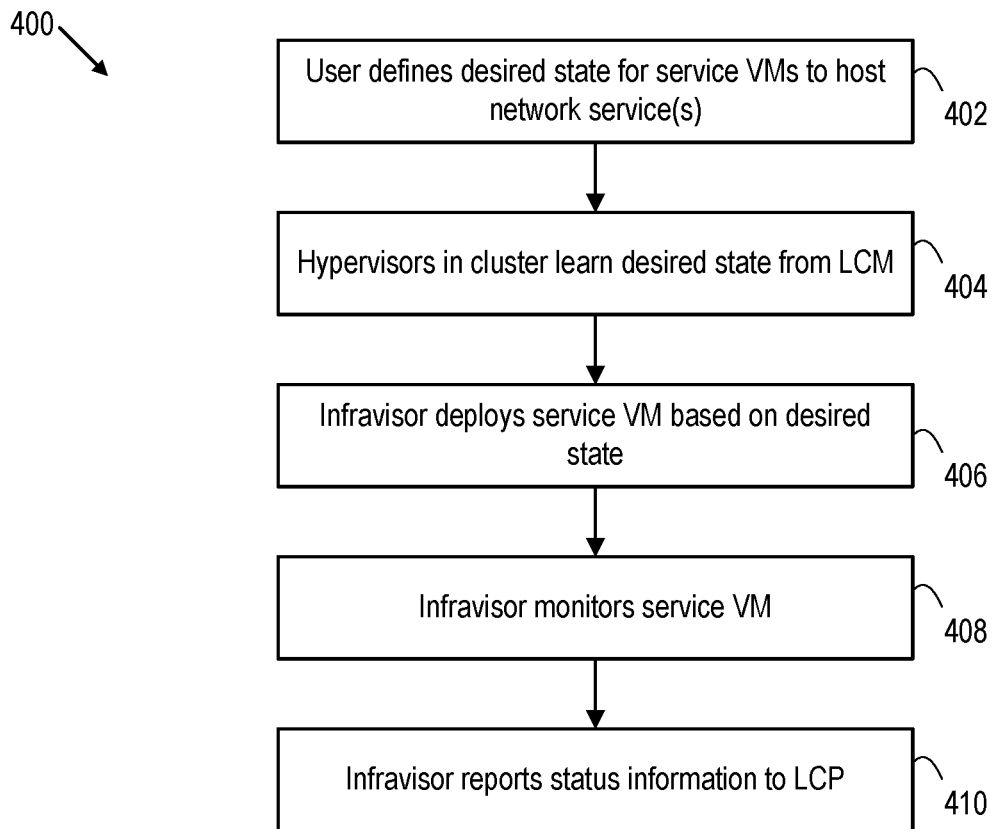 400
User defines desired state for service VMs to host
network service(s)
402
Hypervisors in cluster learn desired state from LCM
404
Infravisor deploys service VM based on desired
state
406
Infravisor monitors service VM
408
Infravisor reports status information to LCP
410